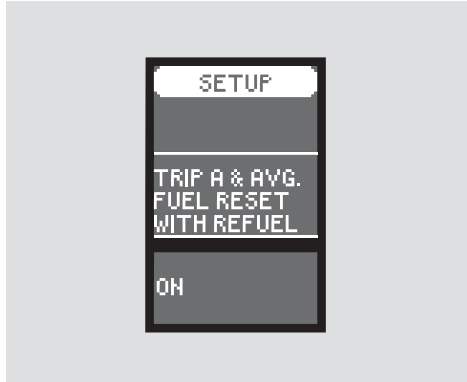 SETUP
TRIP A & AVG.
FUEL RESET
WITH REFUEL
ON